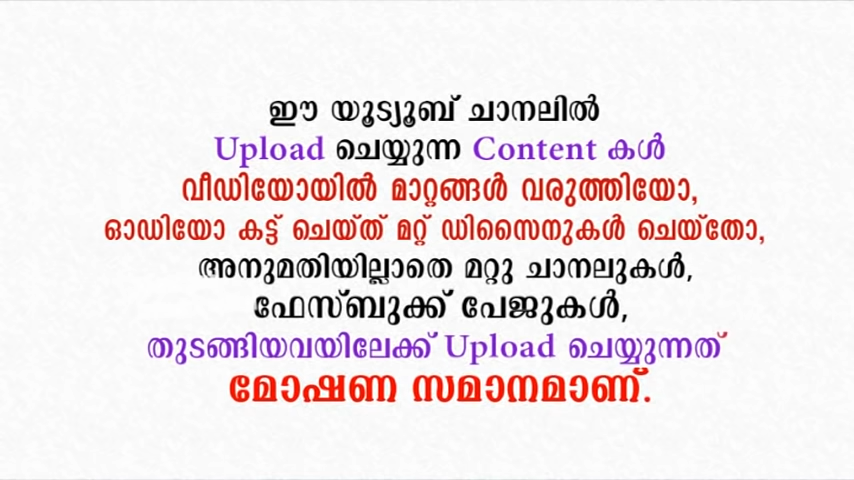 ഈ യൂട്യൂബ് ചാനലിൽ
Upload ചെയ്യുന്ന Content കൾ
വീഡിയോയിൽ മാറ്റങ്ങൾ വരുത്തിയോ,
ഓഡിയോ കട്ട് ചെയ്ത് മറ്റ് ഡിസൈനുകൾ ചെയ്തോ,
അനുമതിയില്ലാതെ മറ്റു ചാനലുകൾ,
ഫേസ്ബുക്ക് പേജുകൾ,
തുടങ്ങിയവയിലേക്ക് Upload ചെയ്യുന്നത്
മോഷണ സമാനമാണ്.